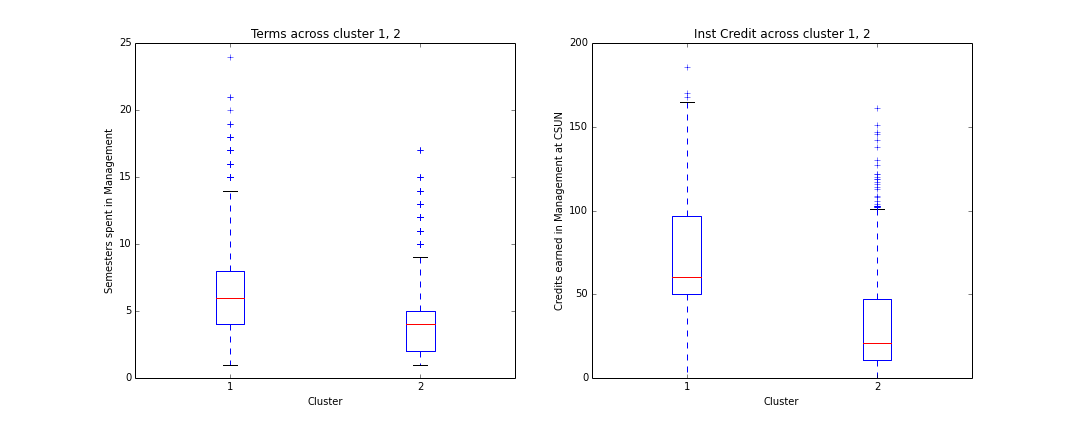 Terms across cluster 1, 2
Semesters spent in Management
25
20
15
10
5
0
1
2
Cluster
Inst Credit across cluster 1, 2
Credits earned in Management at CSUN
200
150
100
50
0
1
2
Cluster